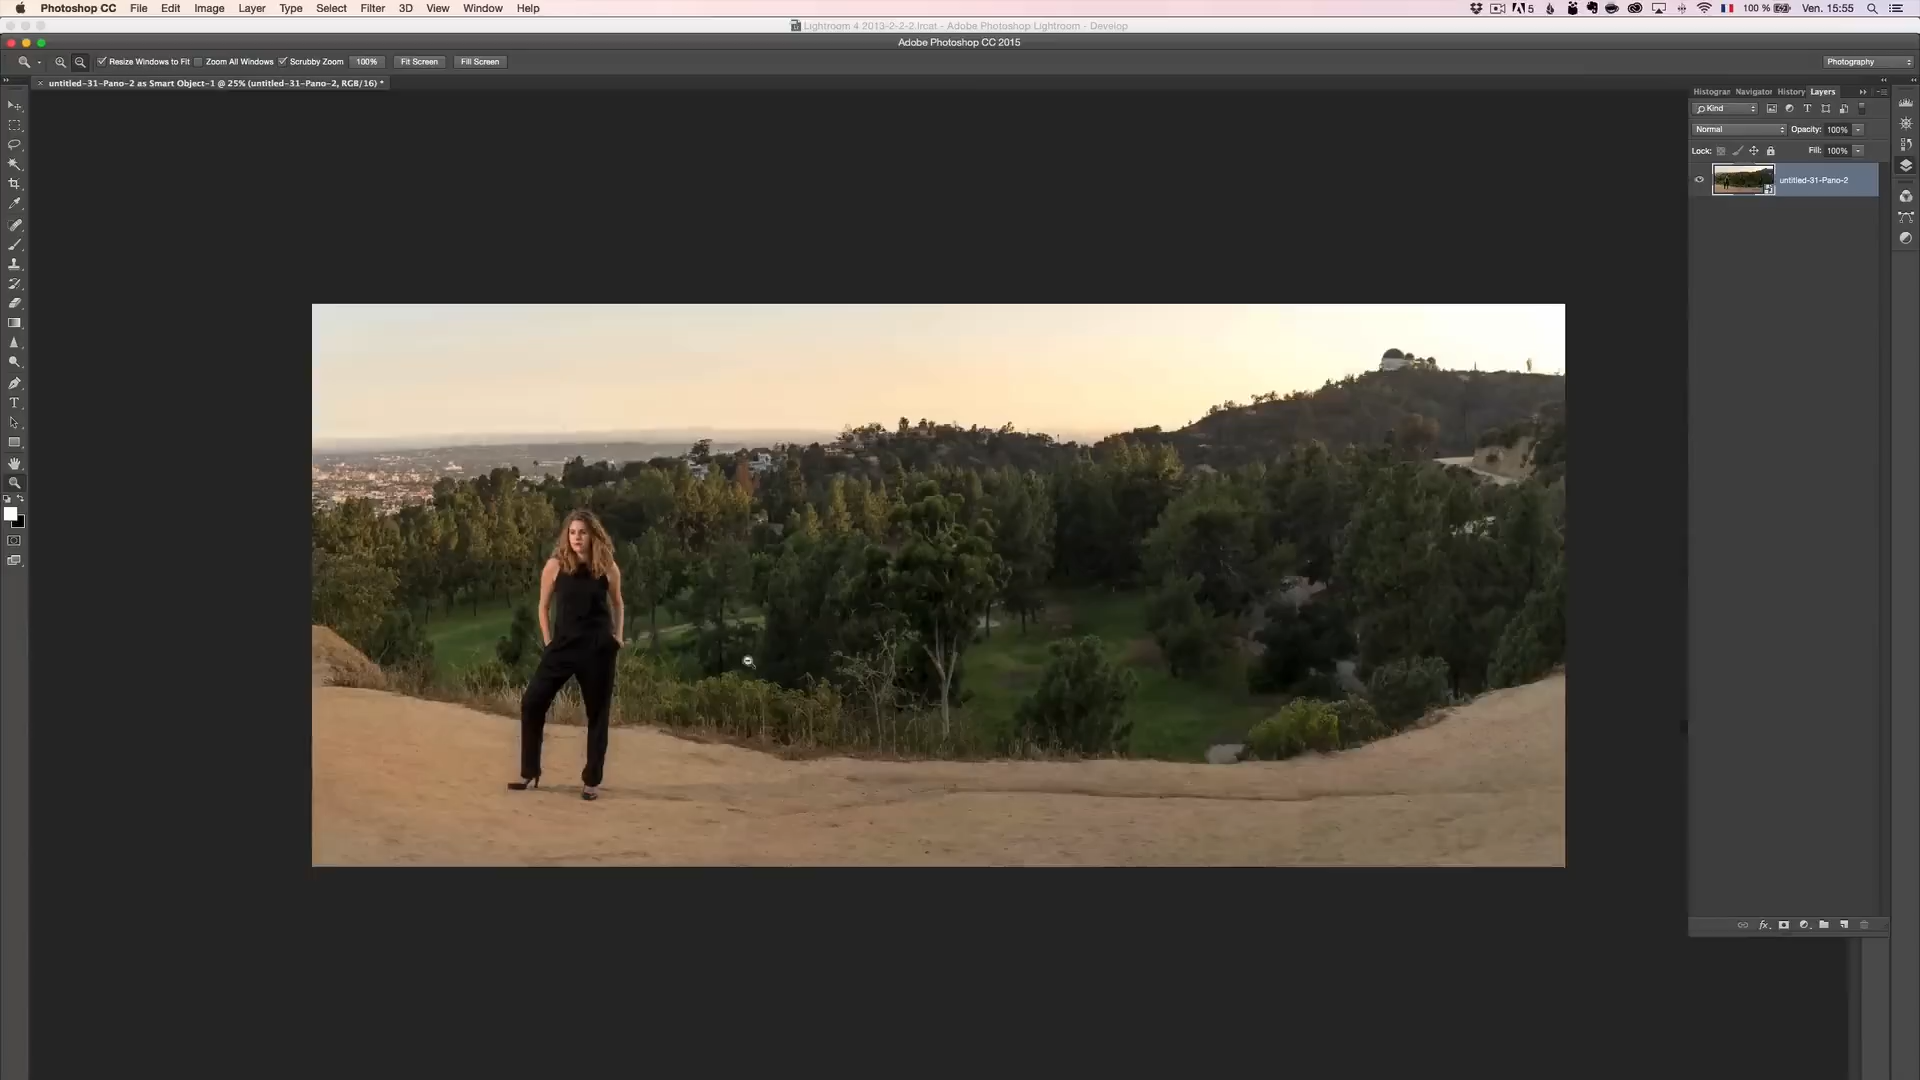 Photoshop CC File Edit Image Layer Type Select Filter 3D View Window Help 5 100 % Ven. 15:55
Lightroom 4 2013-2-2-2.lrcat - Adobe Photoshop Lightroom - Develop
Adobe Photoshop CC 2015
Resize Windows to Fit Zoom All Windows Scrubby Zoom 100% Fit Screen Fill Screen Photography
untitled-31-Pano-2 as Smart Object-1 @ 25% (untitled-31-Pano-2, RGB/16) *
Histogran Navigator History Layers
Kind
Normal Opacity: 100%
Lock: Fill: 100%
untitled-31-Pano-2
fx